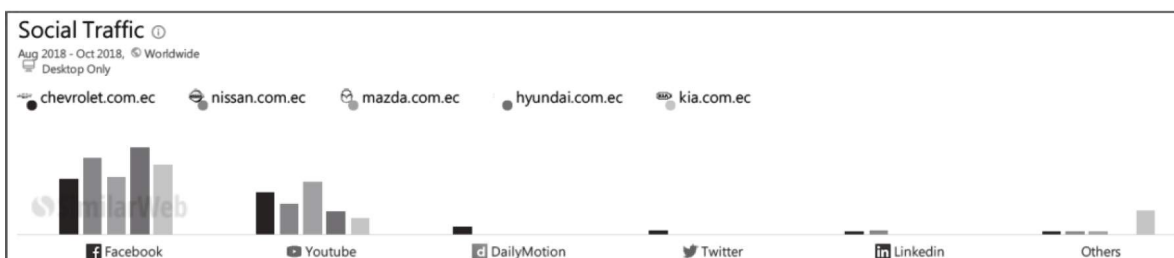 Social Traffic
Aug 2018 - Oct 2018, Worldwide
Desktop Only
chevrolet.com.ec nissan.com.ec mazda.com.ec hyundai.com.ec kia.com.ec
SimilarWeb
Facebook Youtube DailyMotion Twitter Linkedin Others